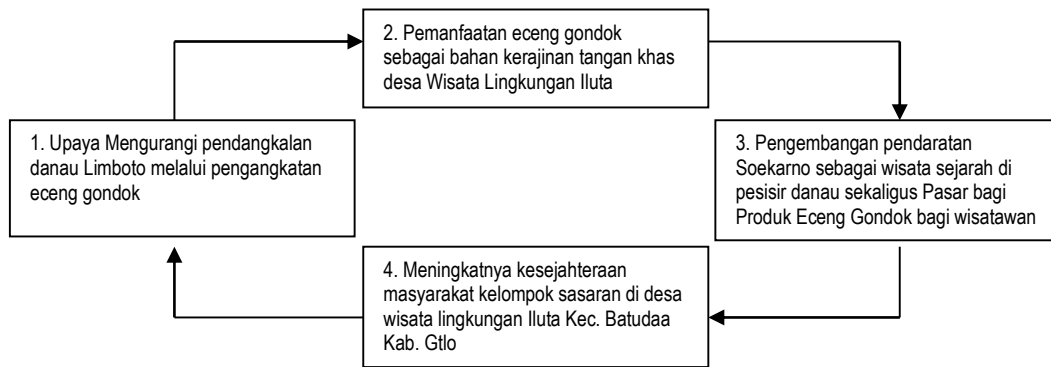 1. Upaya Mengurangi pendangkalan
danau Limboto melalui pengangkatan
eceng gondok
2. Pemanfaatan eceng gondok
sebagai bahan kerajinan tangan khas
desa Wisata Lingkungan Iluta
3. Pengembangan pendaratan
Soekarno sebagai wisata sejarah di
pesisir danau sekaligus Pasar bagi
Produk Eceng Gondok bagi wisatawan
4. Meningkatnya kesejahteraan
masyarakat kelompok sasaran di desa
wisata lingkungan Iluta Kec. Batudaa
Kab. Gtlo